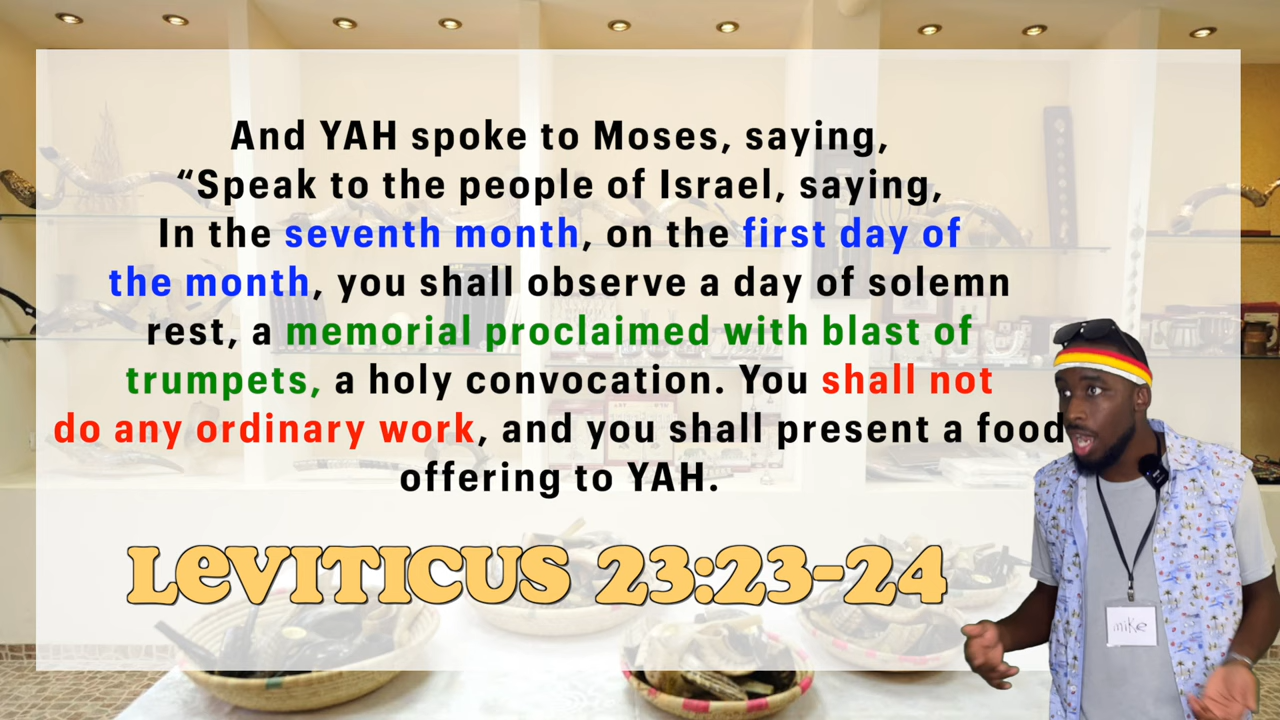 And YAH spoke to Moses, saying,
“Speak to the people of Israel, saying,
In the seventh month, on the first day of
the month, you shall observe a day of solemn
rest, a memorial proclaimed with blast of
trumpets, a holy convocation. You shall not
do any ordinary work, and you shall present a food
offering to YAH.
LeVITICUS 23:23-24
mike